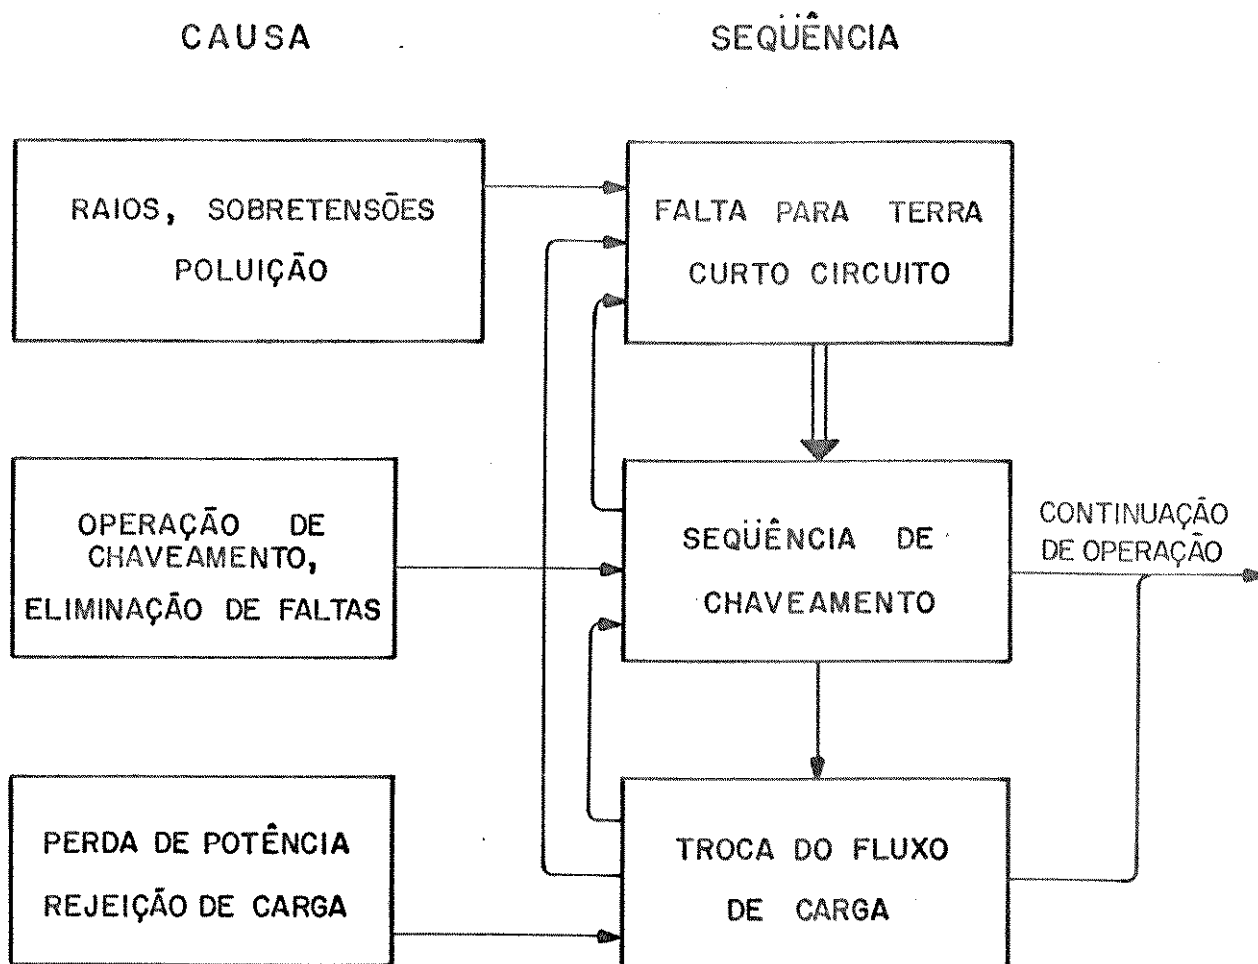 CAUSA
SEQÜÊNCIA
RAIOS, SOBRETENSÕES
POLUIÇÃO
FALTA PARA TERRA
CURTO CIRCUITO
OPERAÇÃO DE
CHAVEAMENTO,
ELIMINAÇÃO DE FALTAS
SEQÜÊNCIA DE
CHAVEAMENTO
CONTINUAÇÃO
DE OPERAÇÃO
PERDA DE POTÊNCIA
REJEIÇÃO DE CARGA
TROCA DO FLUXO
DE CARGA